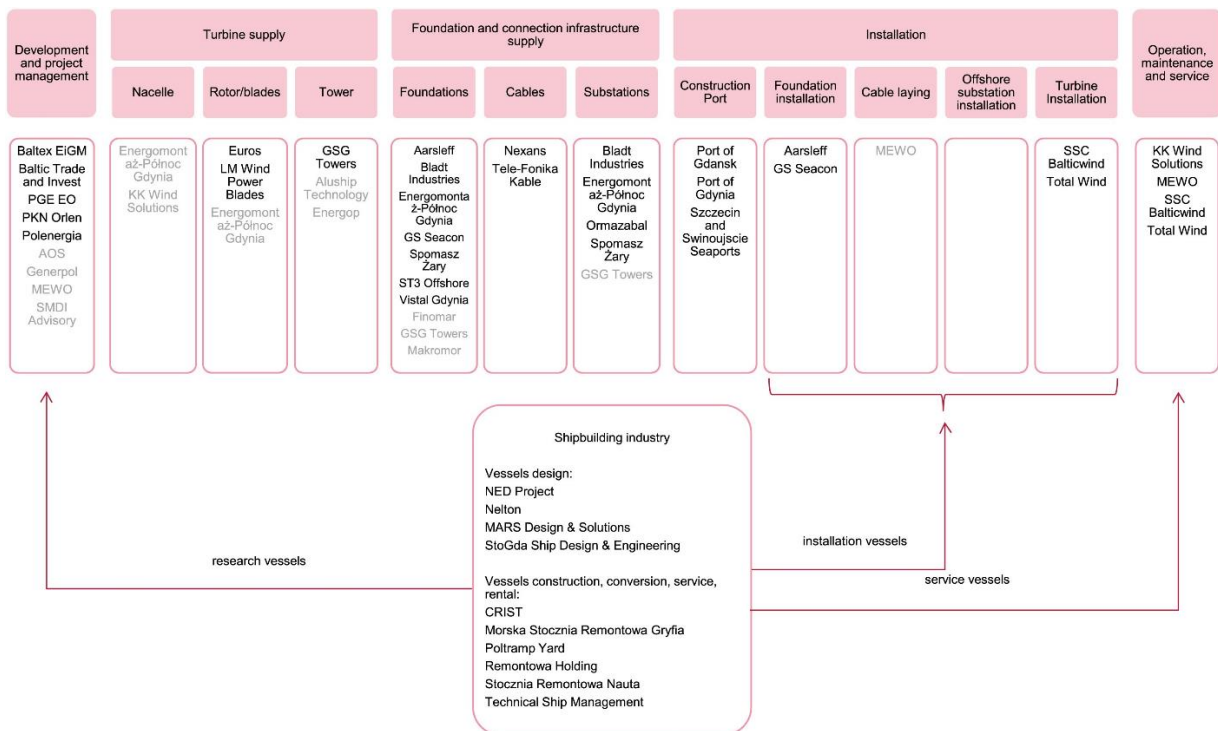 Development
and project
management
Turbine supply
Foundation and connection infrastructure
supply
Installation
Operation,
maintenance
and service
Nacelle
Rotor/blades
Tower
Foundations
Cables
Substations
Construction
Port
Foundation
installation
Cable laying
Offshore
substation
installation
Turbine
Installation
Baltex EiGM
Baltic Trade
and Invest
PGE EO
PKN Orlen
Polenergia
AOS
Generpol
MEWO
SMDI
Advisory
Energomont
aż-Północ
Gdynia
KK Wind
Solutions
Euros
LM Wind
Power
Blades
Energomont
aż-Północ
Gdynia
GSG
Towers
Aluship
Technology
Energop
Aarsleff
Bladt
Industries
Energomonta
ż-Północ
Gdynia
GS Seacon
Spomasz
Żary
ST3 Offshore
Vistal Gdynia
Finomar
GSG Towers
Makromor
Nexans
Tele-Fonika
Kable
Bladt
Industries
Energomont
aż-Północ
Gdynia
Ormazabal
Spomasz
Żary
GSG Towers
Port of
Gdansk
Port of
Gdynia
Szczecin
and
Swinoujscie
Seaports
Aarsleff
GS Seacon
MEWO
SSC
Balticwind
Total Wind
KK Wind
Solutions
MEWO
SSC
Balticwind
Total Wind
Shipbuilding industry
Vessels design:
NED Project
Nelton
MARS Design & Solutions
StoGda Ship Design & Engineering
Vessels construction, conversion, service,
rental:
CRIST
Morska Stocznia Remontowa Gryfia
Poltramp Yard
Remontowa Holding
Stocznia Remontowa Nauta
Technical Ship Management
research vessels
installation vessels
service vessels